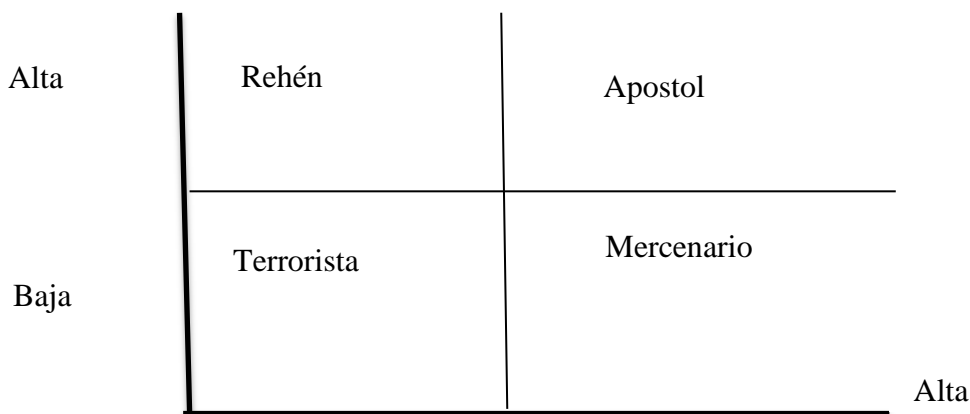 Alta
Rehén
Apostol
Terrorista
Mercenario
Baja
Alta